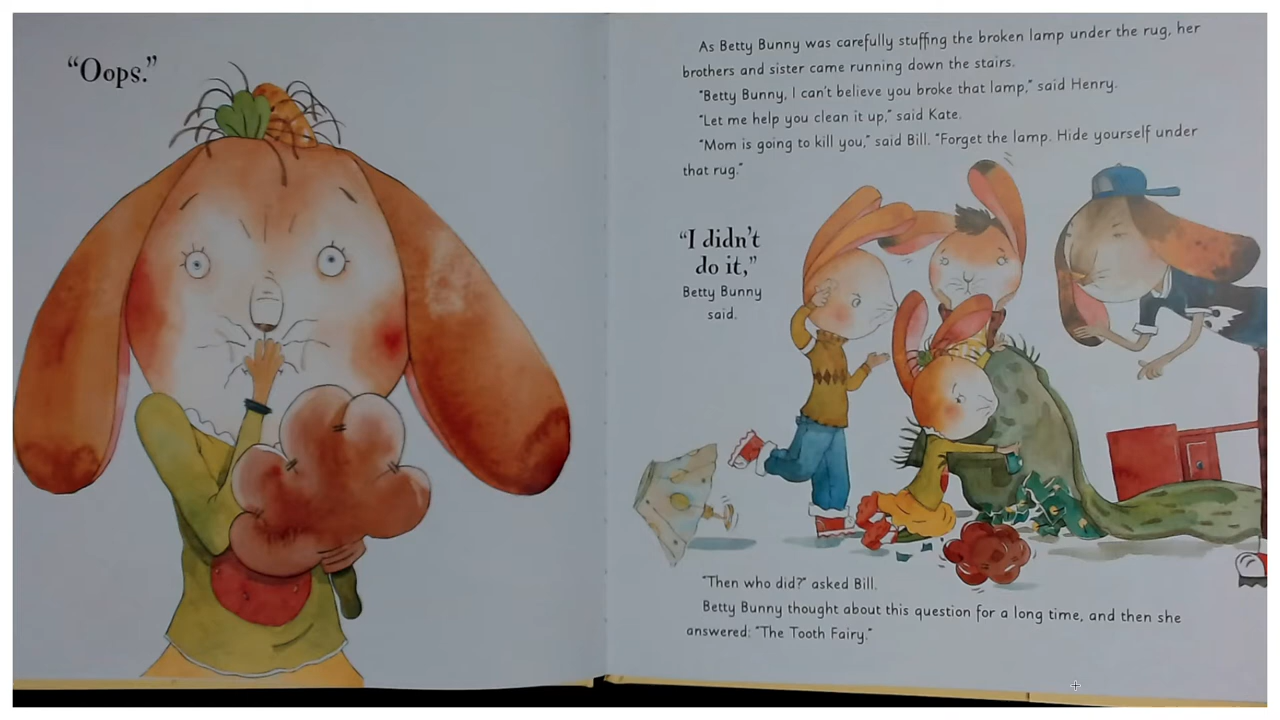 “Oops.”
As Betty Bunny was carefully stuffing the broken lamp under the rug, her
brothers and sister came running down the stairs.
“Betty Bunny, I can’t believe you broke that lamp,” said Henry.
“Let me help you clean it up,” said Kate.
“Mom is going to kill you,” said Bill. “Forget the lamp. Hide yourself under
that rug.”
“I didn’t
do it,”
Betty Bunny
said.
“Then who did?” asked Bill.
Betty Bunny thought about this question for a long time, and then she
answered: “The Tooth Fairy.”